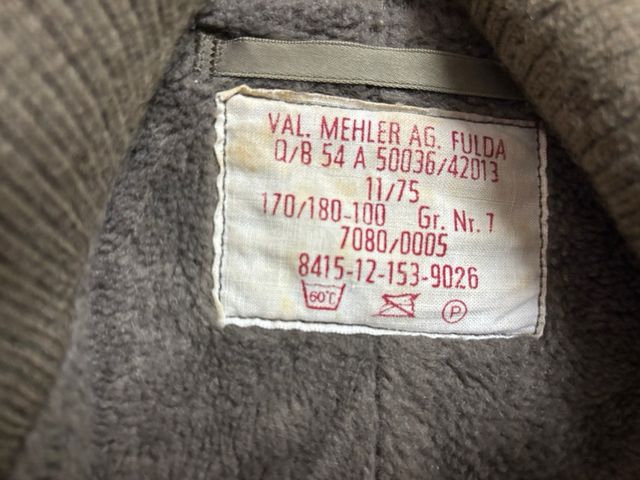 VAL. MEHLER AG. FULDA
Q/B 54 A 50036/42013
11/75
170/180-100 Gr. Nr. 7
7080/0005
8415-12-153-9026
60°C P